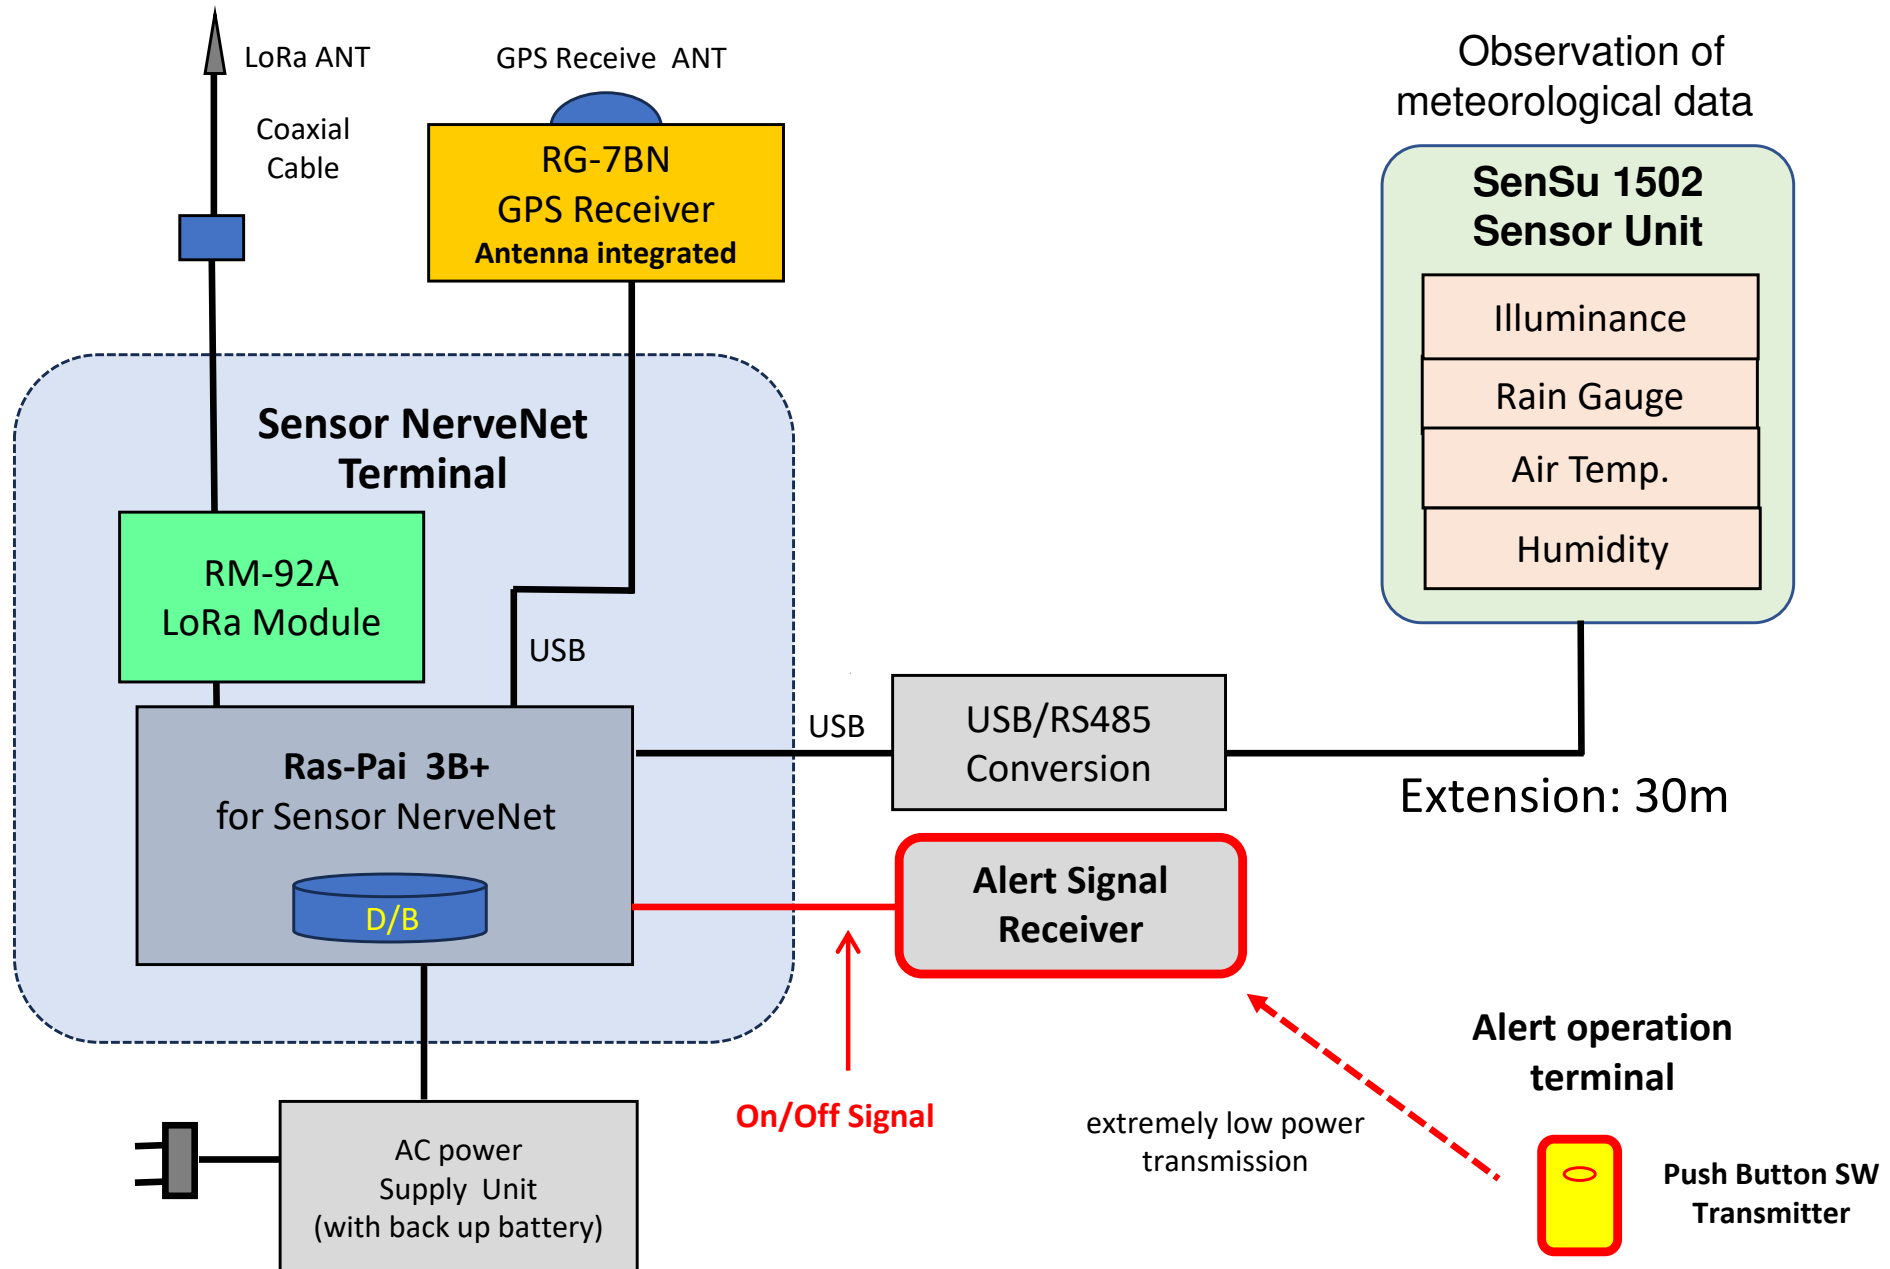 LoRa ANT
Coaxial
Cable
GPS Receive ANT
RG-7BN
GPS Receiver
Antenna integrated
Observation of
meteorological data
SenSu 1502
Sensor Unit
Illuminance
Rain Gauge
Air Temp.
Humidity
Sensor NerveNet
Terminal
RM-92A
LoRa Module
USB
Ras-Pai 3B+
for Sensor NerveNet
D/B
USB
USB/RS485
Conversion
Extension: 30m
Alert Signal
Receiver
On/Off Signal
extremely low power
transmission
Alert operation
terminal
Push Button SW
Transmitter
AC power
Supply Unit
(with back up battery)